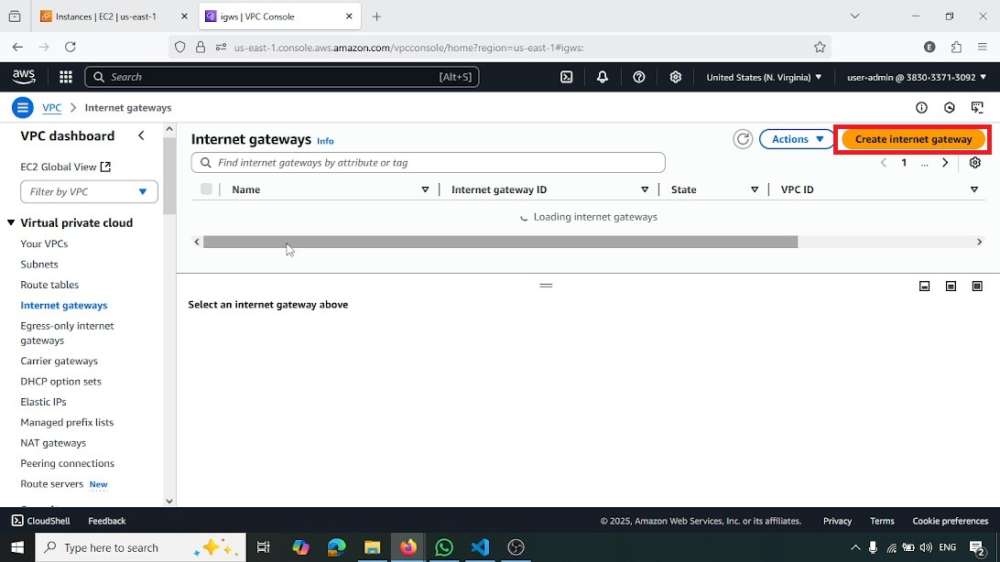 Instances | EC2 | us-east-1
igws | VPC Console
us-east-1.console.aws.amazon.com/vpcconsole/home?region=us-east-1#igws:
aws
Search
[Alt+S]
United States (N. Virginia)
user-admin @ 3830-3371-3092
VPC
Internet gateways
VPC dashboard
EC2 Global View
Filter by VPC
Virtual private cloud
Your VPCs
Subnets
Route tables
Internet gateways
Egress-only internet
gateways
Carrier gateways
DHCP option sets
Elastic IPs
Managed prefix lists
NAT gateways
Peering connections
Route servers New
Internet gateways Info
Actions
Create internet gateway
Find internet gateways by attribute or tag
1 ...
Name
Internet gateway ID
State
VPC ID
Loading internet gateways
Select an internet gateway above
CloudShell
Feedback
© 2025, Amazon Web Services, Inc. or its affiliates.
Privacy
Terms
Cookie preferences
Type here to search
ENG
2